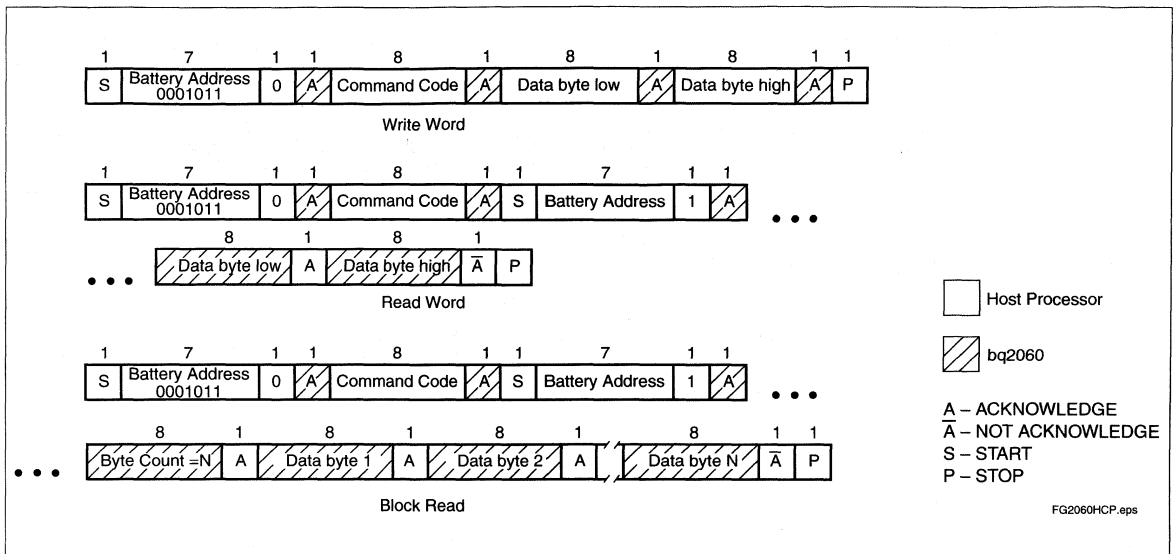 1 7 1 1 8 1 8 1 8 1 1
S Battery Address 0001011 0 A Command Code A Data byte low A Data byte high A P
Write Word
1 7 1 1 8 1 1 7 1 1
S Battery Address 0001011 0 A Command Code A S Battery Address 1 A • • •
8 1 8 1
• • • Data byte low A Data byte high A̅ P
Read Word
Host Processor
bq2060
1 7 1 1 8 1 1 7 1 1
S Battery Address 0001011 0 A Command Code A S Battery Address 1 A • • •
8 1 8 1 8 1 8 1 1
• • • Byte Count =N A Data byte 1 A Data byte 2 A Data byte N A̅ P
Block Read
A – ACKNOWLEDGE
A̅ – NOT ACKNOWLEDGE
S – START
P – STOP
FG2060HCP.eps